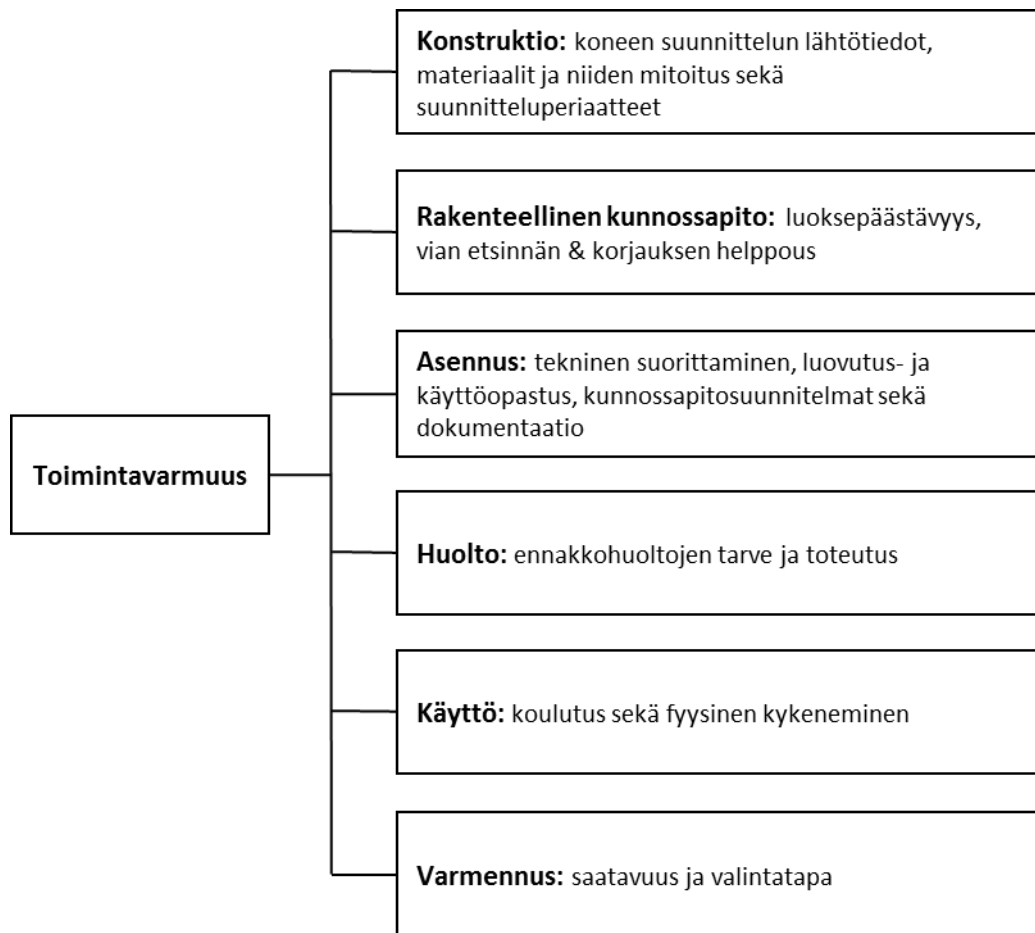 Konstruktio: koneen suunnittelun lähtötiedot,
materiaalit ja niiden mitoitus sekä
suunnitteluperiaatteet
Rakenteellinen kunnossapito: luoksepäästävyys,
vian etsinnän & korjauksen helppous
Asennus: tekninen suorittaminen, luovutus- ja
käyttöopastus, kunnossapitosuunnitelmat sekä
dokumentaatio
Toimintavarmuus
Huolto: ennakkohuoltojen tarve ja toteutus
Käyttö: koulutus sekä fyysinen kykeneminen
Varmennus: saatavuus ja valintatapa